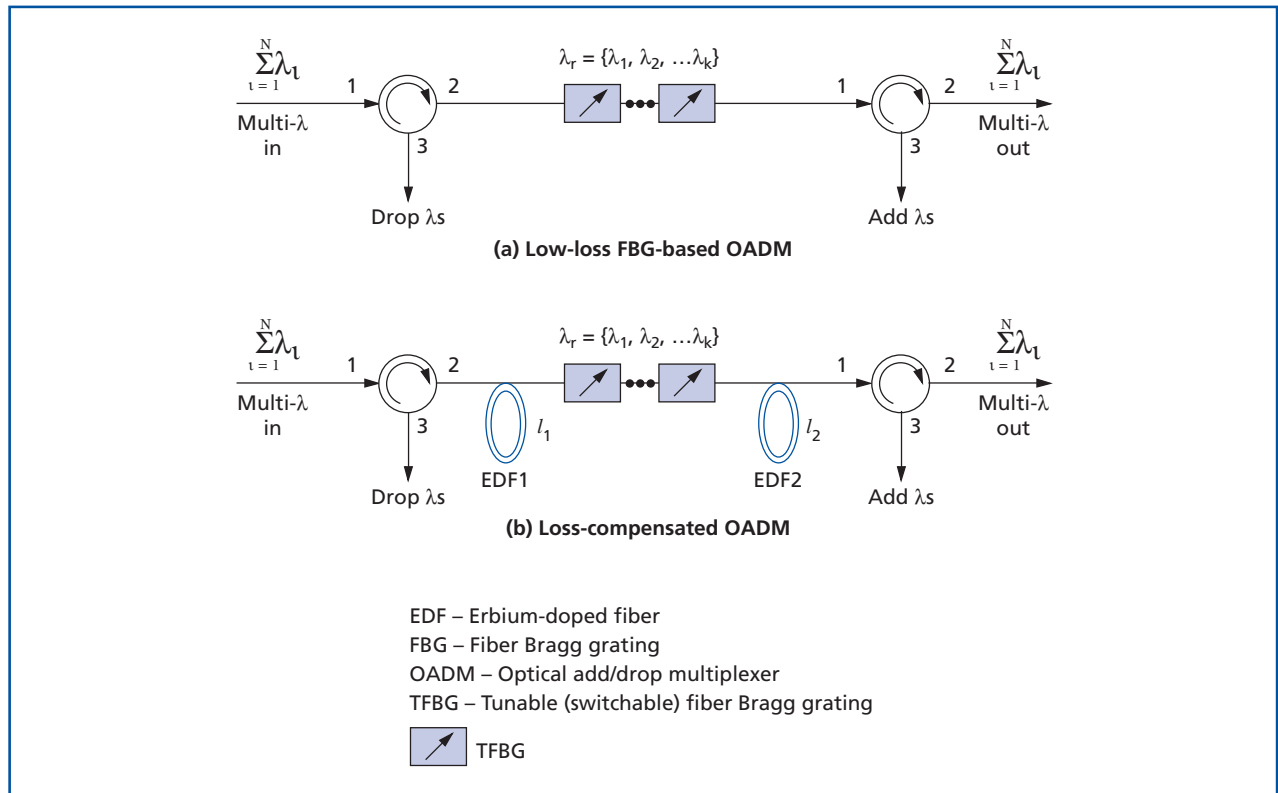 N
Σλι
ι = 1
Multi-λ
in
1
2
3
Drop λs
λr = {λ1, λ2, …λk}
1
2
3
Add λs
N
Σλι
ι = 1
Multi-λ
out
(a) Low-loss FBG-based OADM
N
Σλι
ι = 1
Multi-λ
in
1
2
3
Drop λs
l1
EDF1
λr = {λ1, λ2, …λk}
l2
EDF2
1
2
3
Add λs
N
Σλι
ι = 1
Multi-λ
out
(b) Loss-compensated OADM
EDF – Erbium-doped fiber
FBG – Fiber Bragg grating
OADM – Optical add/drop multiplexer
TFBG – Tunable (switchable) fiber Bragg grating
TFBG